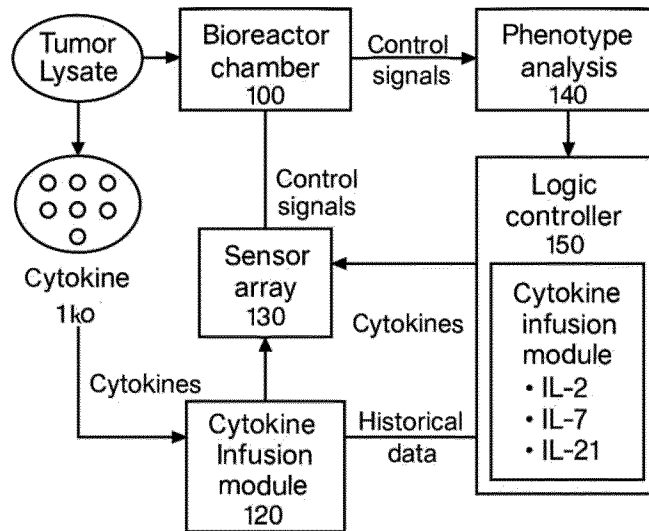 Tumor
Lysate
Bioreactor
chamber
100
Control
signals
Phenotype
analysis
140
Control
signals
Logic
controller
150
Sensor
array
130
Cytokine
1ko
Cytokines
Cytokine
infusion
module
• IL-2
• IL-7
• IL-21
Cytokines
Cytokine
Infusion
module
120
Historical
data